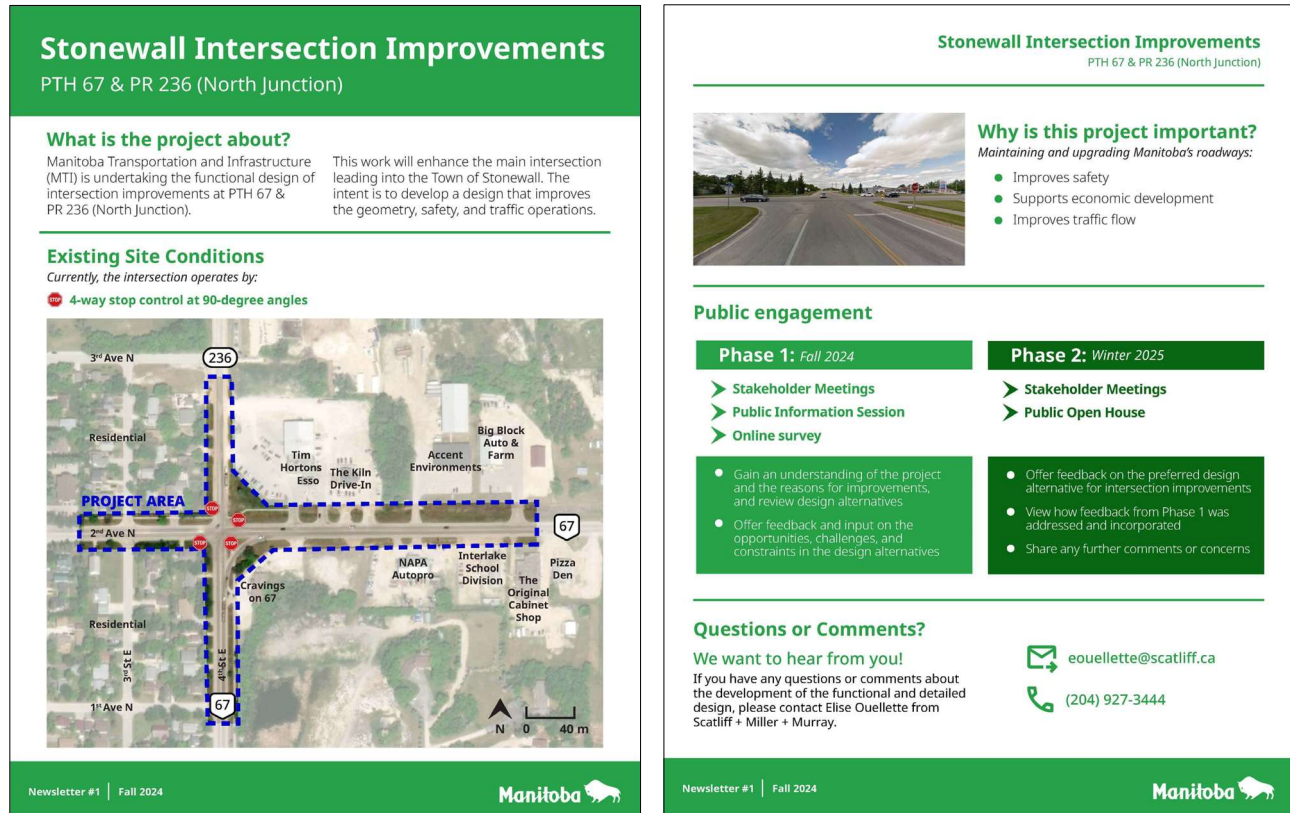 Stonewall Intersection Improvements
PTH 67 & PR 236 (North Junction)
What is the project about?
Manitoba Transportation and Infrastructure
(MTI) is undertaking the functional design of
intersection improvements at PTH 67 &
PR 236 (North Junction).
This work will enhance the main intersection
leading into the Town of Stonewall. The
intent is to develop a design that improves
the geometry, safety, and traffic operations.
Existing Site Conditions
Currently, the intersection operates by:
STOP 4-way stop control at 90-degree angles
3rd Ave N
236
Residential
Tim
Hortons
Esso
The Kiln
Drive-In
Accent
Environments
Big Block
Auto &
Farm
PROJECT AREA
STOP
STOP
2nd Ave N
67
STOP
STOP
Cravings
on 67
NAPA
Autopro
Interlake
School
Division
The
Original
Cabinet
Shop
Pizza
Den
Residential
3rd St E
4th St E
1st Ave N
67
N 0 40 m
Newsletter #1 | Fall 2024
Manitoba
Stonewall Intersection Improvements
PTH 67 & PR 236 (North Junction)
Why is this project important?
Maintaining and upgrading Manitoba's roadways:
Improves safety
Supports economic development
Improves traffic flow
Public engagement
Phase 1: Fall 2024
Stakeholder Meetings
Public Information Session
Online survey
Gain an understanding of the project
and the reasons for improvements,
and review design alternatives
Offer feedback and input on the
opportunities, challenges, and
constraints in the design alternatives
Phase 2: Winter 2025
Stakeholder Meetings
Public Open House
Offer feedback on the preferred design
alternative for intersection improvements
View how feedback from Phase 1 was
addressed and incorporated
Share any further comments or concerns
Questions or Comments?
We want to hear from you!
If you have any questions or comments about
the development of the functional and detailed
design, please contact Elise Ouellette from
Scatliff + Miller + Murray.
eouellette@scatliff.ca
(204) 927-3444
Newsletter #1 | Fall 2024
Manitoba